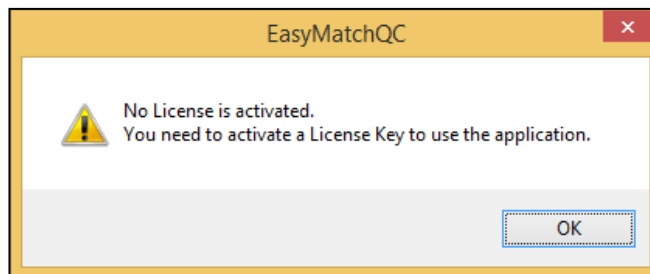 EasyMatchQC
No License is activated.
You need to activate a License Key to use the application.
OK